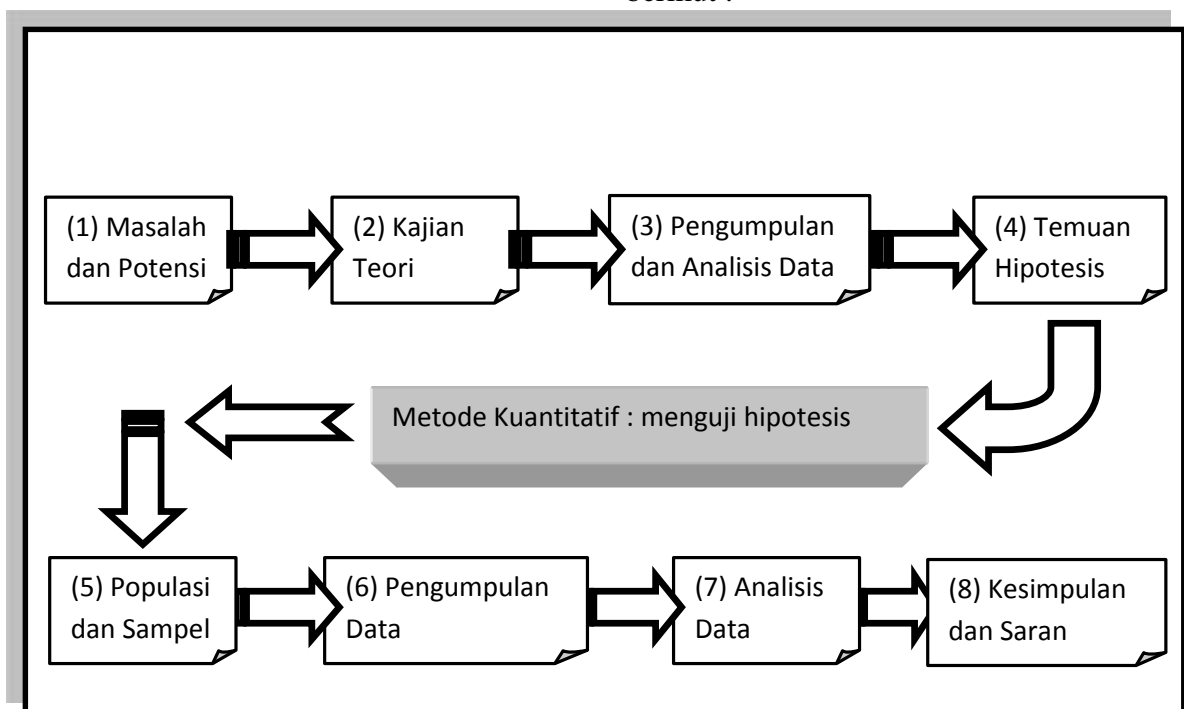 (1) Masalah
dan Potensi
(2) Kajian
Teori
(3) Pengumpulan
dan Analisis Data
(4) Temuan
Hipotesis
Metode Kuantitatif : menguji hipotesis
(5) Populasi
dan Sampel
(6) Pengumpulan
Data
(7) Analisis
Data
(8) Kesimpulan
dan Saran